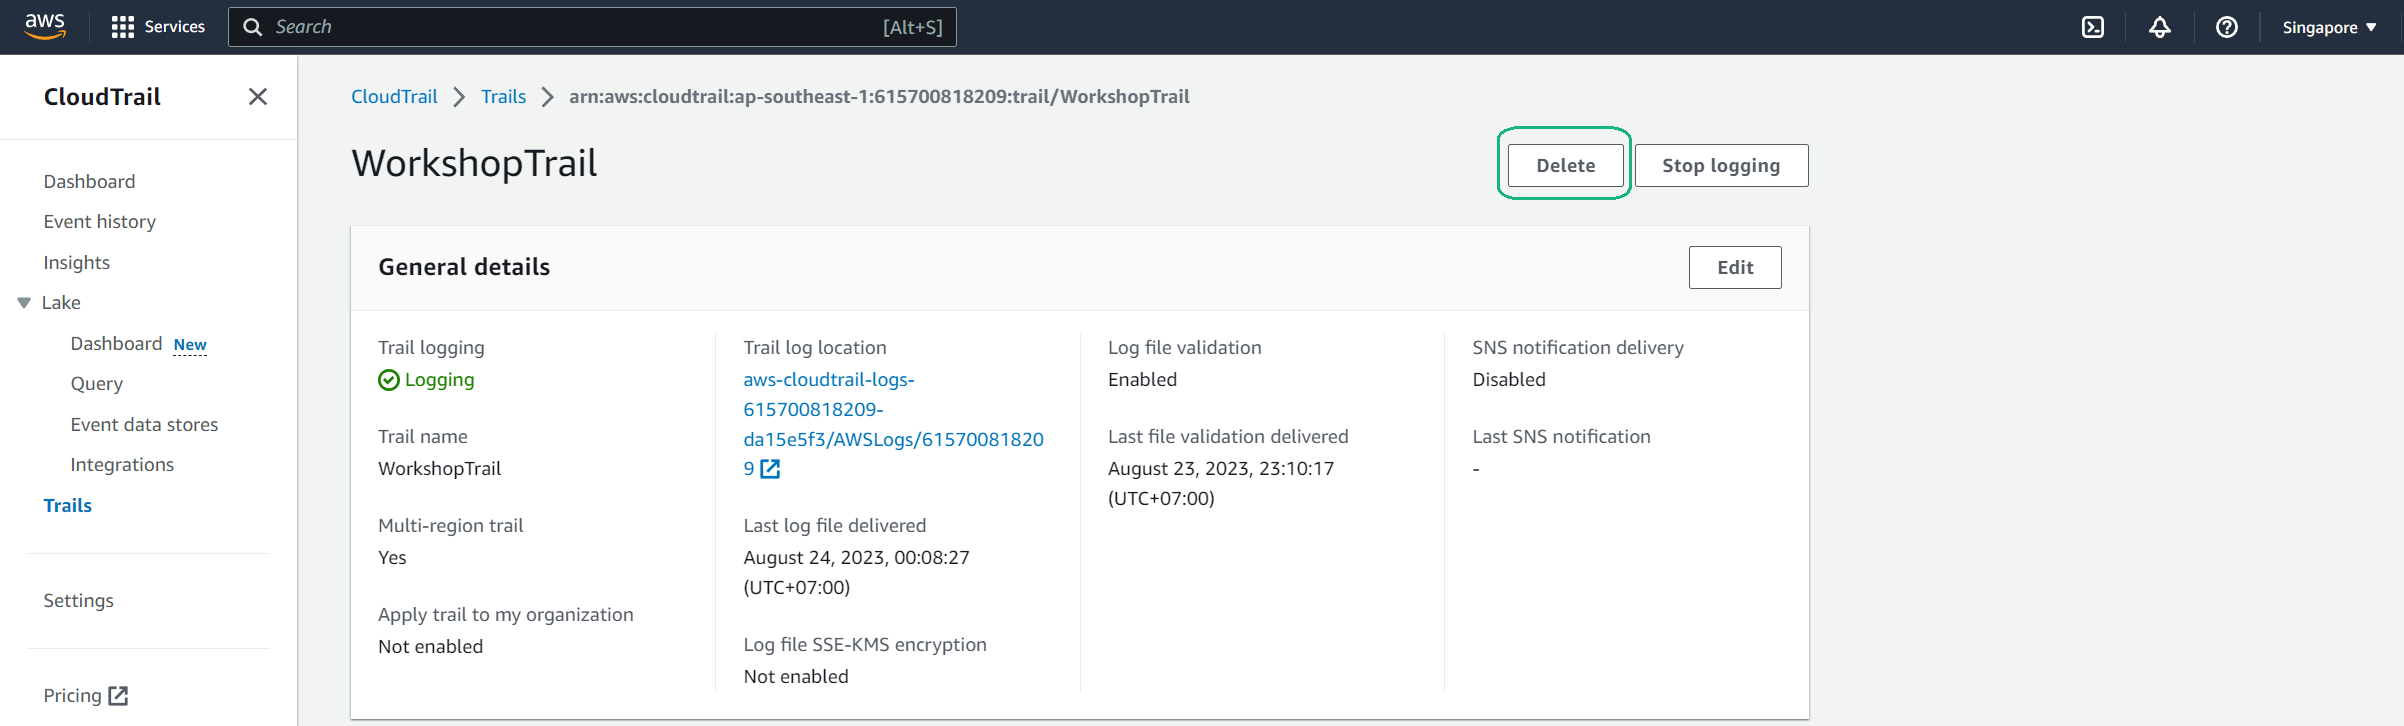 aws
Services
Search
[Alt+S]
Singapore
CloudTrail
Dashboard
Event history
Insights
Lake
Dashboard New
Query
Event data stores
Integrations
Trails
Settings
Pricing
CloudTrail
Trails
arn:aws:cloudtrail:ap-southeast-1:615700818209:trail/WorkshopTrail
WorkshopTrail
Delete
Stop logging
General details
Edit
Trail logging
Logging
Trail name
WorkshopTrail
Multi-region trail
Yes
Apply trail to my organization
Not enabled
Trail log location
aws-cloudtrail-logs-
615700818209-
da15e5f3/AWSLogs/61570081820
9
Last log file delivered
August 24, 2023, 00:08:27
(UTC+07:00)
Log file SSE-KMS encryption
Not enabled
Log file validation
Enabled
Last file validation delivered
August 23, 2023, 23:10:17
(UTC+07:00)
SNS notification delivery
Disabled
Last SNS notification
-